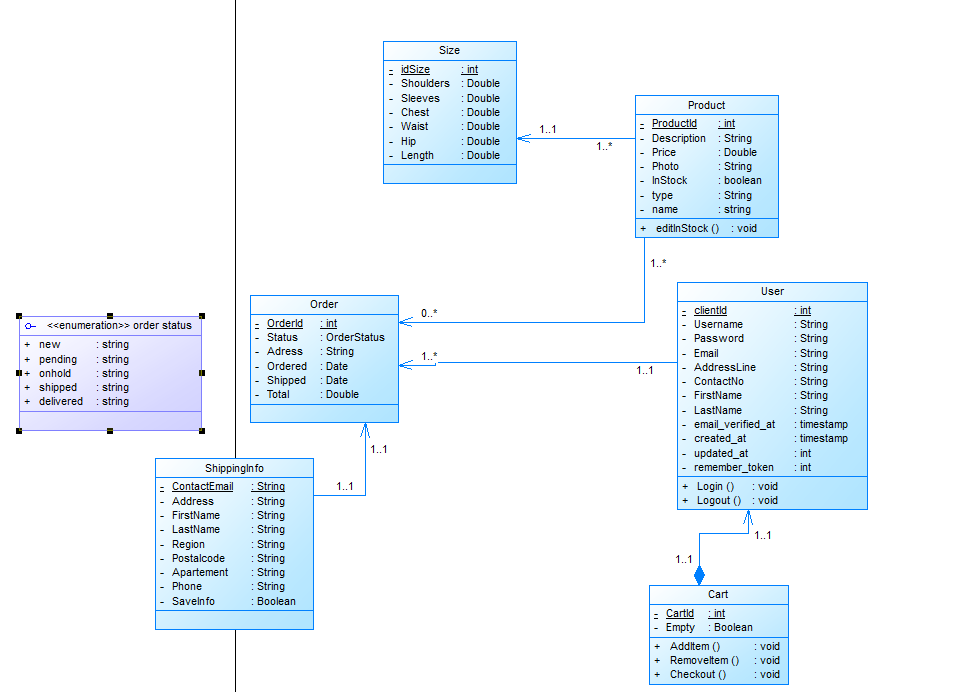 Size
- idSize : int
- Shoulders : Double
- Sleeves : Double
- Chest : Double
- Waist : Double
- Hip : Double
- Length : Double
1..1
1..*
Product
- ProductId : int
- Description : String
- Price : Double
- Photo : String
- InStock : boolean
- type : String
- name : string
+ editInStock () : void
1..*
0..*
Order
- OrderId : int
- Status : OrderStatus
- Adress : String
- Ordered : Date
- Shipped : Date
- Total : Double
1..*
1..1
User
- clientId : int
- Username : String
- Password : String
- Email : String
- AddressLine : String
- ContactNo : String
- FirstName : String
- LastName : String
- email_verified_at : timestamp
- created_at : timestamp
- updated_at : int
- remember_token : int
+ Login () : void
+ Logout () : void
<<enumeration>> order status
+ new : string
+ pending : string
+ onhold : string
+ shipped : string
+ delivered : string
1..1
1..1
ShippingInfo
- ContactEmail : String
- Address : String
- FirstName : String
- LastName : String
- Region : String
- Postalcode : String
- Apartement : String
- Phone : String
- SaveInfo : Boolean
1..1
1..1
Cart
- CartId : int
- Empty : Boolean
+ AddItem () : void
+ RemoveItem () : void
+ Checkout () : void